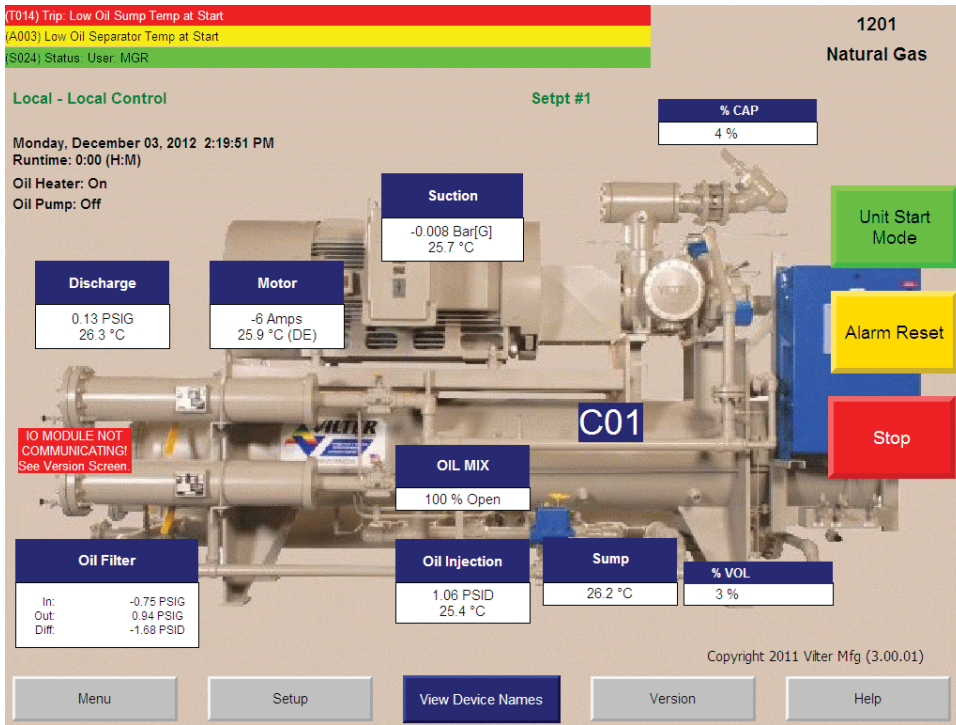 (T014) Trip: Low Oil Sump Temp at Start
(A003) Low Oil Separator Temp at Start
(S024) Status: User: MGR
1201
Natural Gas
Local - Local Control
Setpt #1
% CAP
4 %
Monday, December 03, 2012 2:19:51 PM
Runtime: 0:00 (H:M)
Oil Heater: On
Oil Pump: Off
Suction
-0.008 Bar[G]
25.7 °C
Unit Start
Mode
Discharge
0.13 PSIG
26.3 °C
Motor
-6 Amps
25.9 °C (DE)
VILTER
Alarm Reset
C01
Stop
IO MODULE NOT
COMMUNICATING!
See Version Screen.
VILTER
OIL MIX
100 % Open
Oil Filter
In: -0.75 PSIG
Out: 0.94 PSIG
Diff: -1.68 PSID
Oil Injection
1.06 PSID
25.4 °C
Sump
26.2 °C
% VOL
3 %
Copyright 2011 Vilter Mfg (3.00.01)
Menu
Setup
View Device Names
Version
Help